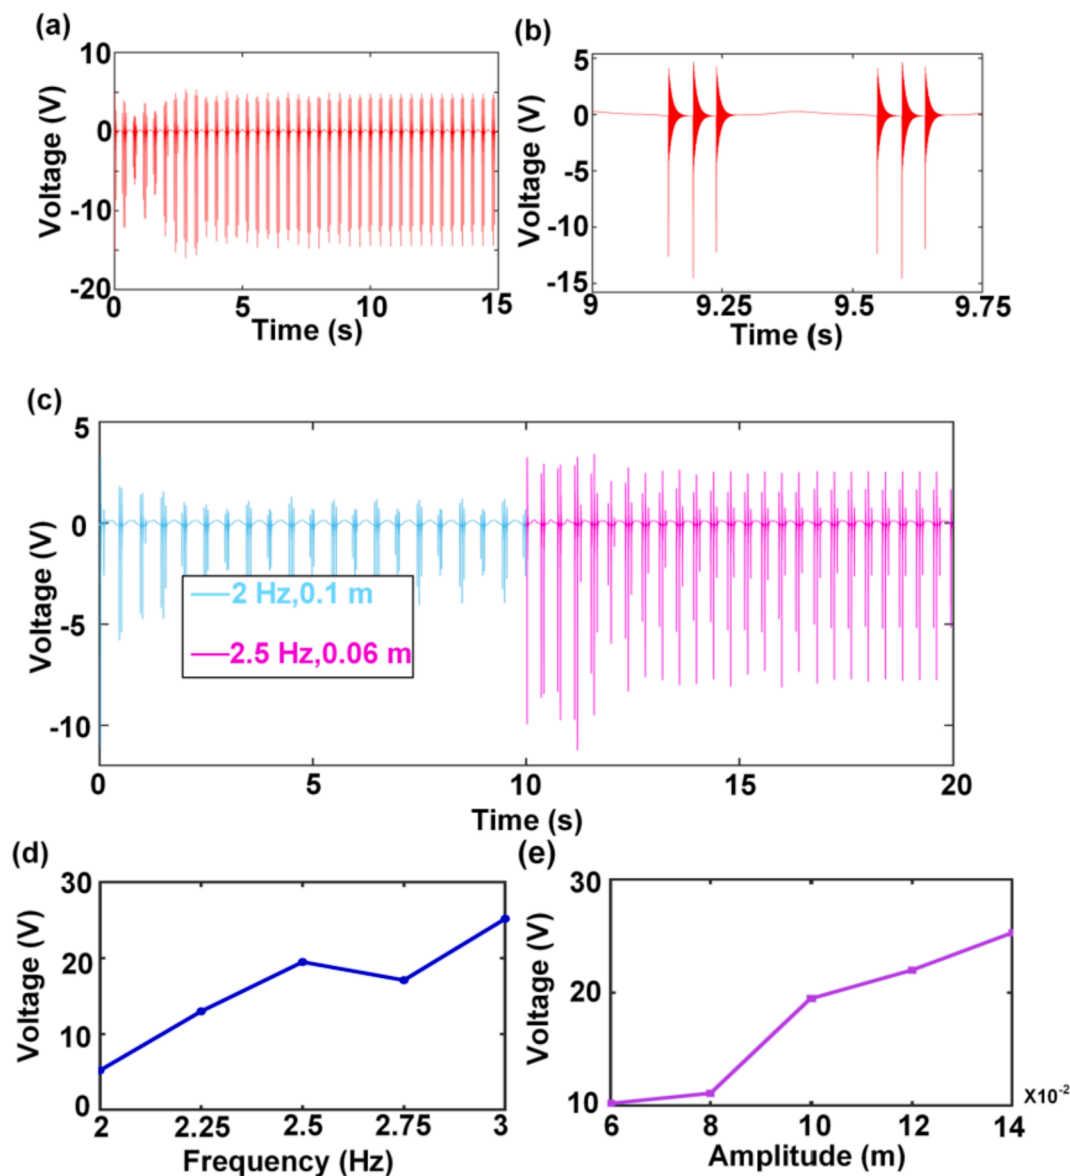 (a)
10
0
-10
-20
Voltage (V)
0 5 10 15
Time (s)
(b)
5
0
-5
-10
-15
Voltage (V)
9 9.25 9.5 9.75
Time (s)
(c)
5
0
-5
-10
Voltage (V)
2 Hz,0.1 m
2.5 Hz,0.06 m
0 5 10 15 20
Time (s)
(d)
30
20
10
0
Voltage (V)
2 2.25 2.5 2.75 3
Frequency (Hz)
(e)
30
20
10
Voltage (V)
6 8 10 12 14
X10-2
Amplitude (m)